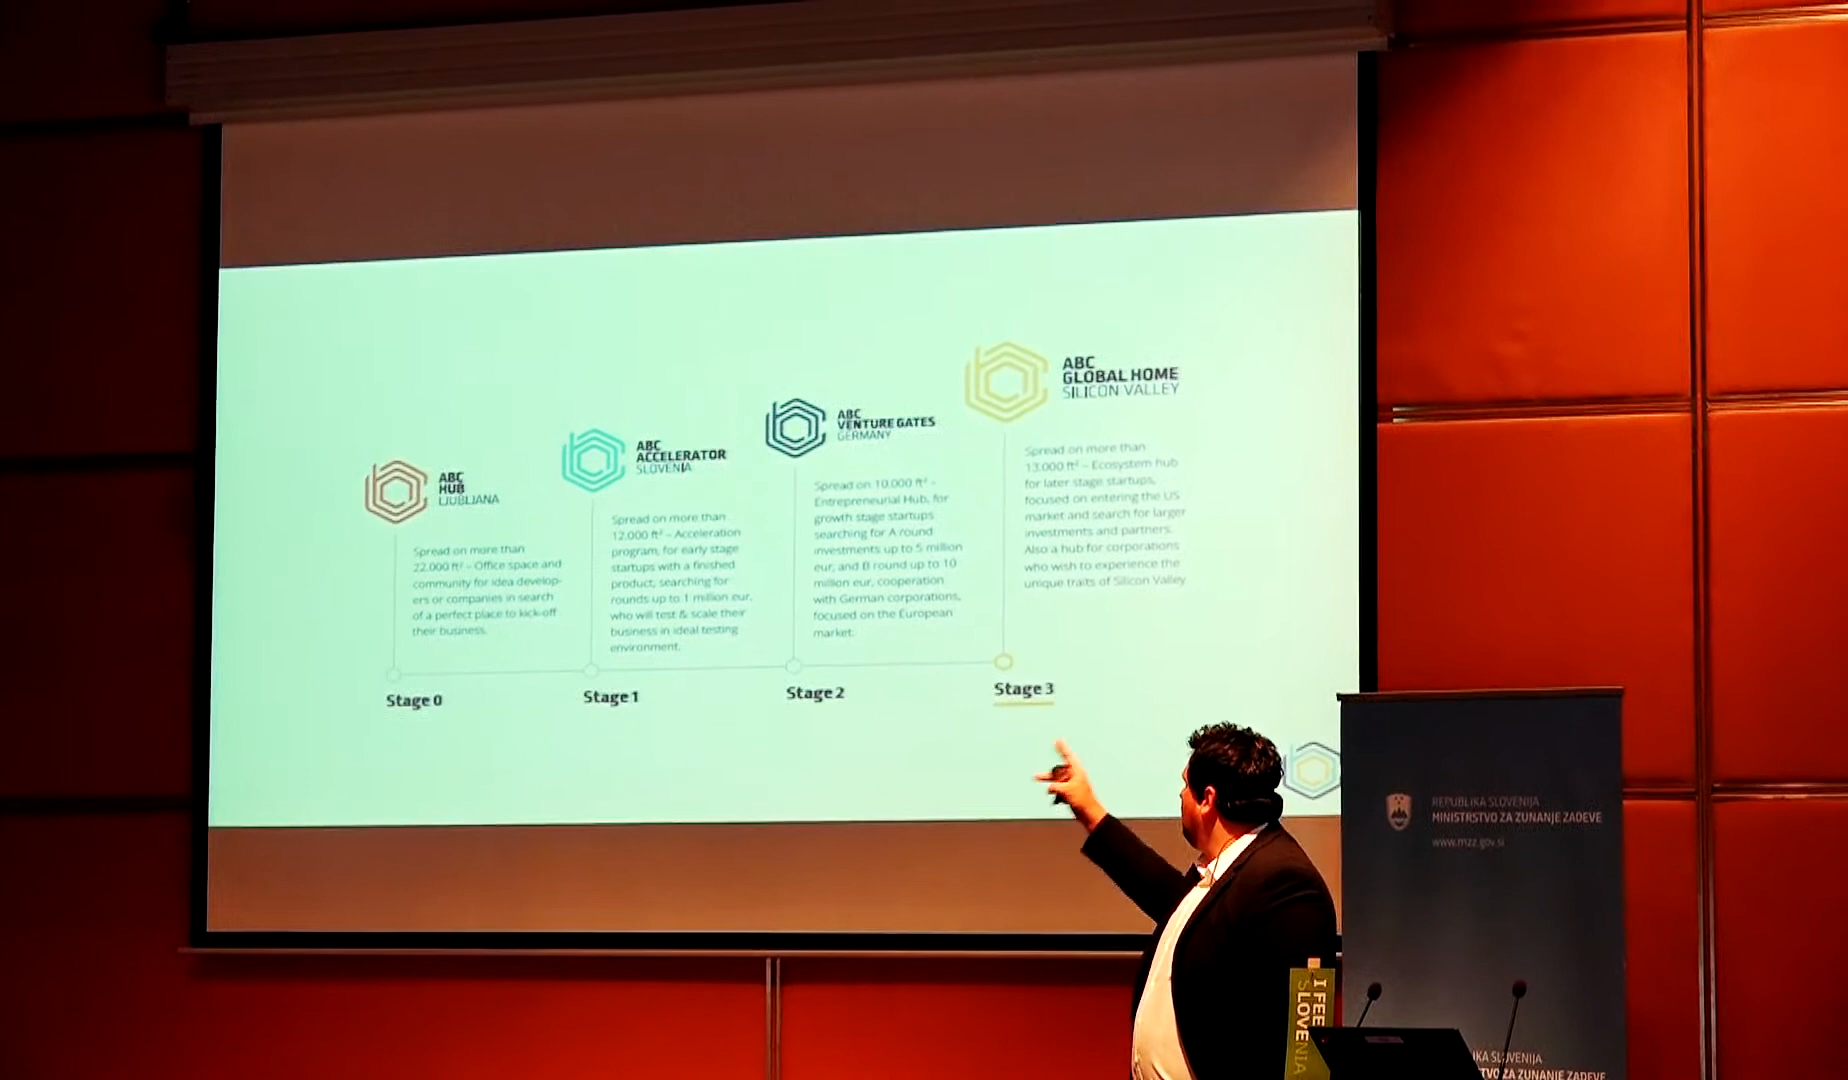 ABC
HUB
LJUBLJANA
Spread on more than
22.000 ft² – Office space and
community for idea develop-
ers or companies in search
of a perfect place to kick-off
their business.
Stage 0
ABC
ACCELERATOR
SLOVENIA
Spread on more than
12.000 ft² – Acceleration
program, for early stage
startups with a finished
product, searching for
rounds up to 1 million eur,
who will test & scale their
business in ideal testing
environment.
Stage 1
ABC
VENTURE GATES
GERMANY
Spread on 10.000 ft² –
Entrepreneurial Hub, for
growth stage startups
searching for A round
investments up to 5 million
eur, and B round up to 10
million eur, cooperation
with German corporations,
focused on the European
market.
Stage 2
ABC
GLOBAL HOME
SILICON VALLEY
Spread on more than
13.000 ft² – Ecosystem hub
for later stage startups,
focused on entering the US
market and search for larger
investments and partners.
Also a hub for corporations
who wish to experience the
unique traits of Silicon Valley
Stage 3
REPUBLIKA SLOVENIJA
MINISTRSTVO ZA ZUNANJE ZADEVE
www.mzz.gov.si
I FEE
SLOVENIA
SLOVENIJA
ZA ZUNANJE ZADEVE